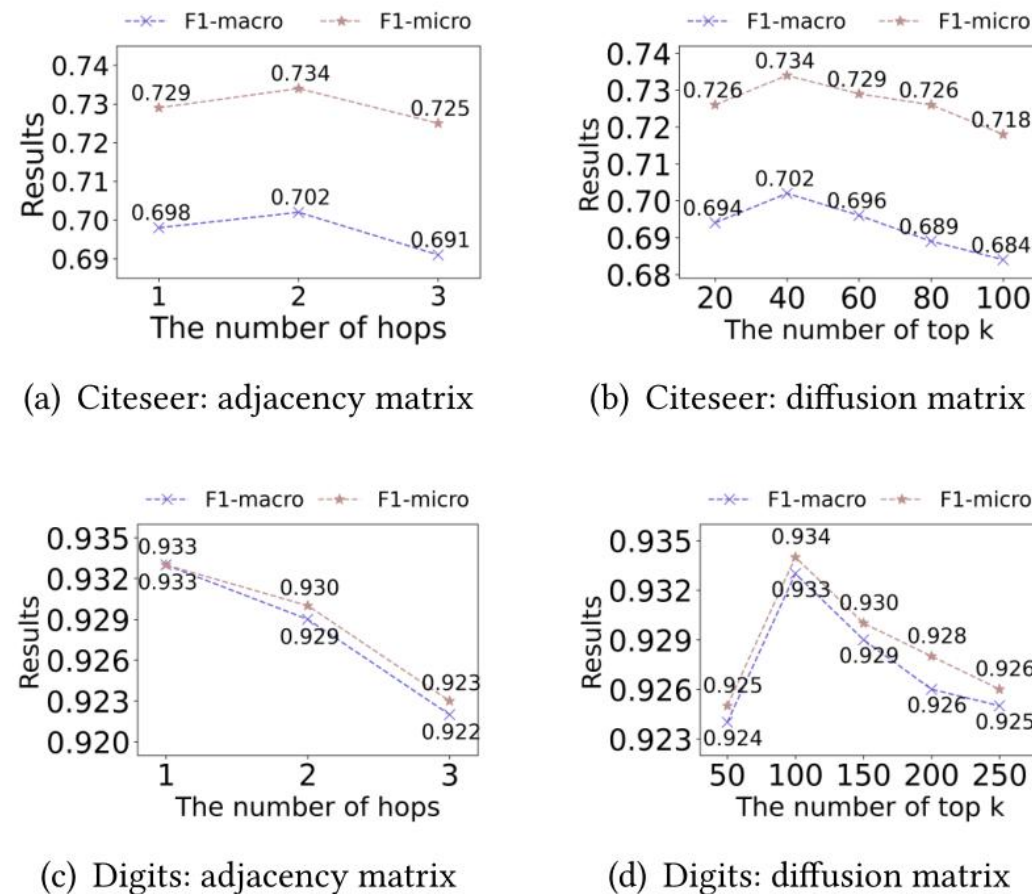 F1-macro F1-micro
Results
0.74
0.73
0.72
0.71
0.70
0.69
0.729
0.734
0.725
0.698
0.702
0.691
1 2 3
The number of hops
(a) Citeseer: adjacency matrix
F1-macro F1-micro
Results
0.74
0.73
0.72
0.71
0.70
0.69
0.68
0.726
0.734
0.729
0.726
0.718
0.694
0.702
0.696
0.689
0.684
20 40 60 80 100
The number of top k
(b) Citeseer: diffusion matrix
F1-macro F1-micro
Results
0.935
0.932
0.929
0.926
0.923
0.920
0.933
0.933
0.930
0.929
0.923
0.922
1 2 3
The number of hops
(c) Digits: adjacency matrix
F1-macro F1-micro
Results
0.935
0.932
0.929
0.926
0.923
0.925
0.924
0.934
0.933
0.930
0.929
0.928
0.926
0.926
0.925
50 100 150 200 250
The number of top k
(d) Digits: diffusion matrix